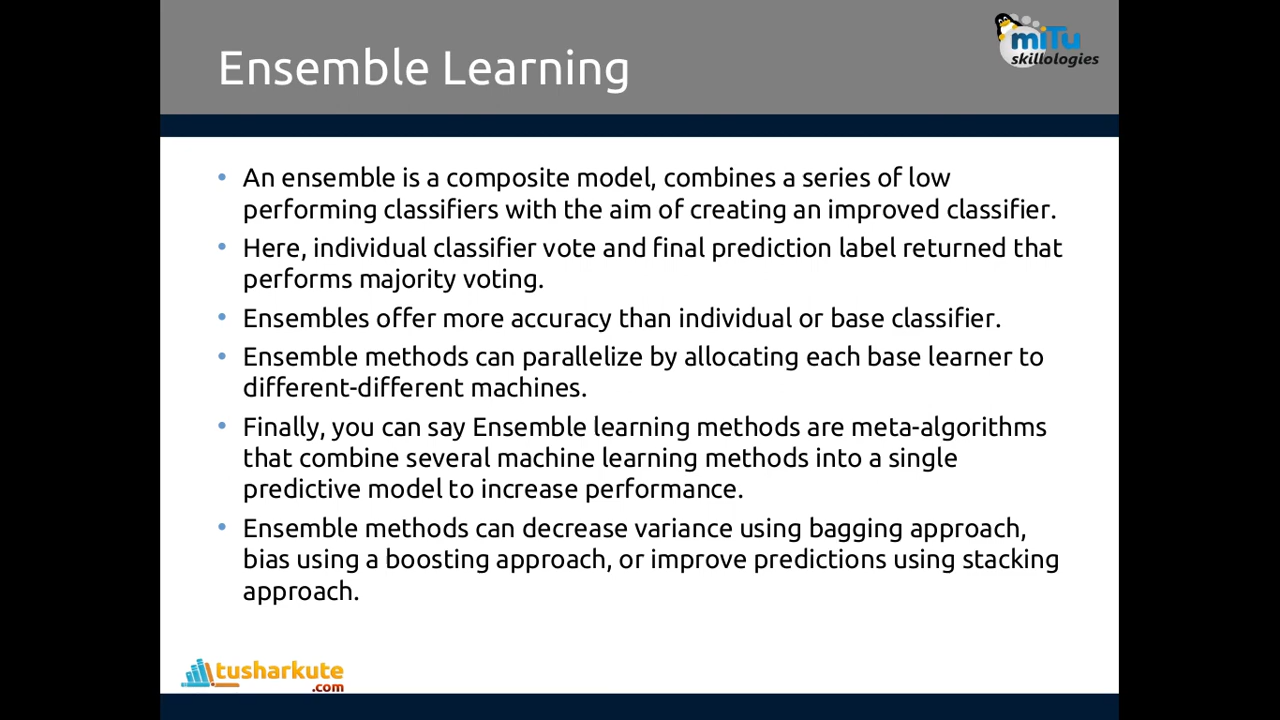 Ensemble Learning
miTu
skillologies
• An ensemble is a composite model, combines a series of low
performing classifiers with the aim of creating an improved classifier.
• Here, individual classifier vote and final prediction label returned that
performs majority voting.
• Ensembles offer more accuracy than individual or base classifier.
• Ensemble methods can parallelize by allocating each base learner to
different-different machines.
• Finally, you can say Ensemble learning methods are meta-algorithms
that combine several machine learning methods into a single
predictive model to increase performance.
• Ensemble methods can decrease variance using bagging approach,
bias using a boosting approach, or improve predictions using stacking
approach.
tusharkute
.com